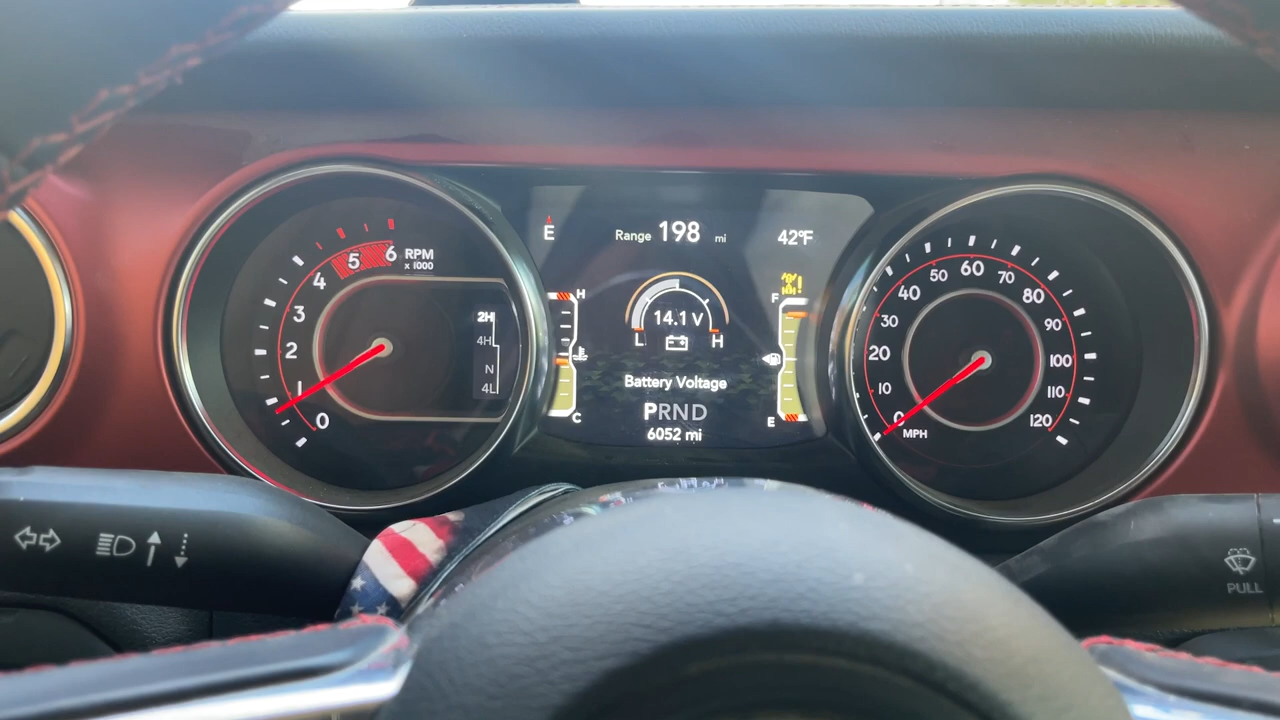 6
5
4
3
2
1
0
RPM
x 1000
2H
4H
N
4L
E
Range 198 mi
42°F
H
C
14.1 V
L H
Battery Voltage
PRND
6052 mi
F
E
0
10
20
30
40
50
60
70
80
90
100
110
120
MPH
PULL